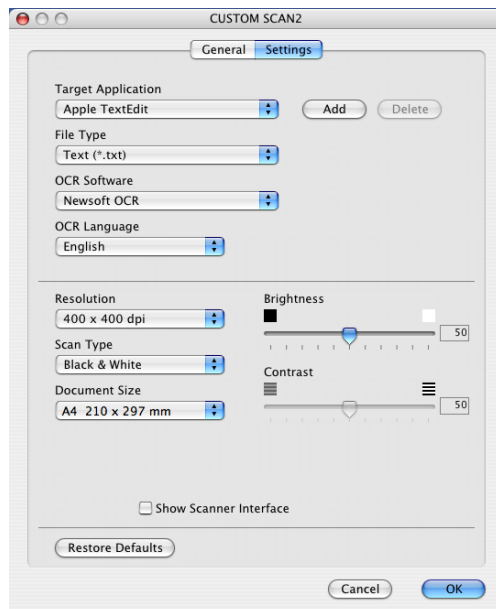 CUSTOM SCAN2
General Settings
Target Application
Apple TextEdit Add Delete
File Type
Text (*.txt)
OCR Software
Newsoft OCR
OCR Language
English
Resolution Brightness
400 x 400 dpi 50
Scan Type
Black & White
Contrast
Document Size
A4 210 x 297 mm 50
Show Scanner Interface
Restore Defaults
Cancel OK